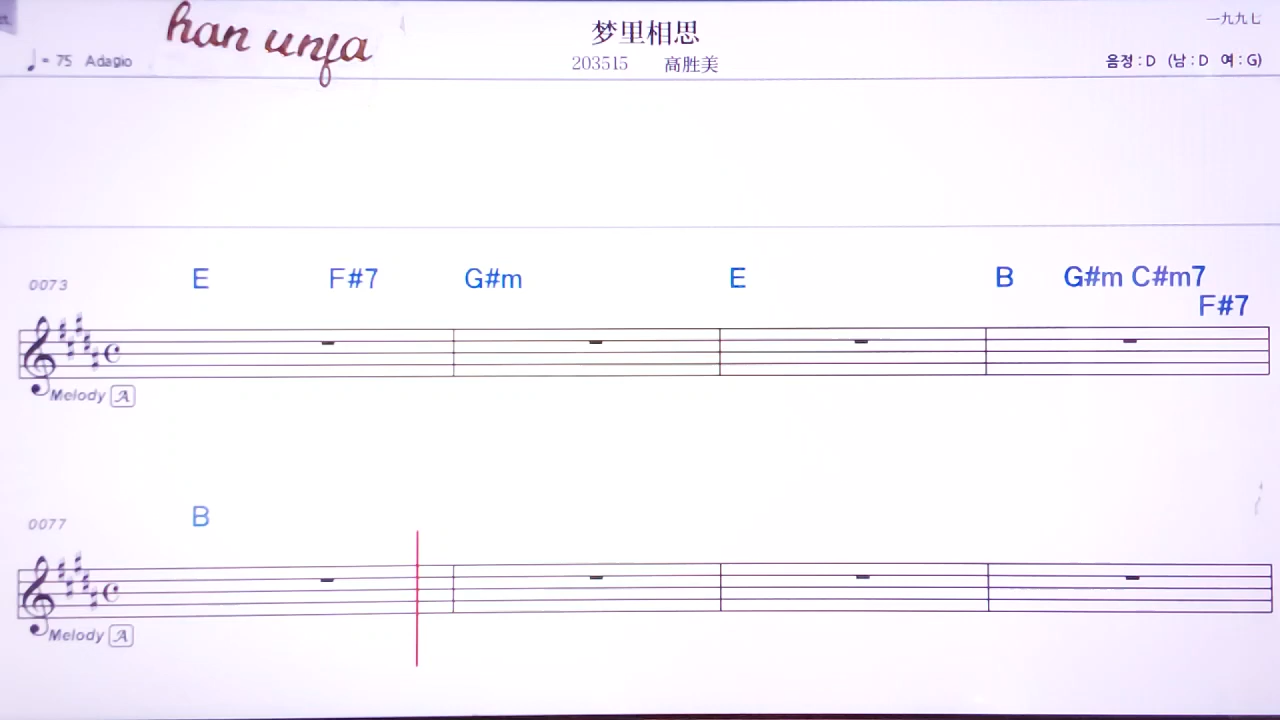 han unfa
梦里相思
一九九七
♩= 75 Adagio
203515 高胜美
음정 : D (남 : D 여 : G)
0073 E F#7 G#m E B G#m C#m7
F#7
Melody A
0077 B
Melody A